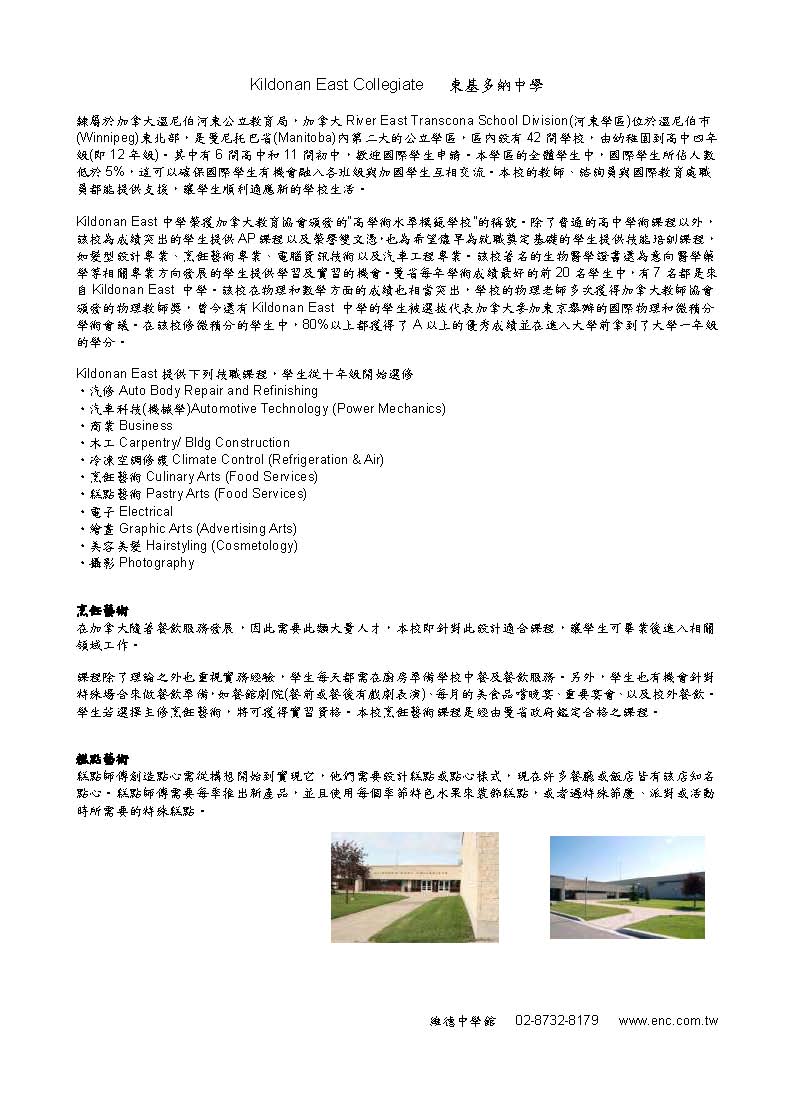 Kildonan East Collegiate 東基多納中學
隸屬於加拿大溫尼伯河東公立教育局，加拿大 River East Transcona School Division(河東學區)位於溫尼伯市
(Winnipeg)東北部，是曼尼托巴省(Manitoba)內第二大的公立學區，區內設有 42 間學校，由幼稚園到高中四年
級(即 12 年級)。其中有 6 間高中和 11 間初中，歡迎國際學生申請。本學區的全體學生中，國際學生所佔人數
低於 5%，這可以確保國際學生有機會融入各班級與加國學生互相交流。本校的教師、諮詢員與國際教育處職
員都能提供支援，讓學生順利適應新的學校生活。
Kildonan East 中學榮獲加拿大教育協會頒發的"高學術水準模範學校"的稱號。除了普通的高中學術課程以外，
該校為成績突出的學生提供 AP 課程以及榮譽雙文憑，也為希望儘早為就職奠定基礎的學生提供技能培訓課程，
如髮型設計專業、烹飪藝術專業、電腦資訊技術以及汽車工程專業。該校著名的生物醫學證書還為意向醫學藥
學等相關專業方向發展的學生提供學習及實習的機會。曼省每年學術成績最好的前 20 名學生中，有 7 名都是來
自 Kildonan East 中學。該校在物理和數學方面的成績也相當突出，學校的物理老師多次獲得加拿大教師協會
頒發的物理教師獎，曾今還有 Kildonan East 中學的學生被選拔代表加拿大參加東京舉辦的國際物理和微積分
學術會議。在該校修微積分的學生中，80%以上都獲得了 A 以上的優秀成績並在進入大學前拿到了大學一年級
的學分。
Kildonan East 提供下列技職課程，學生從十年級開始選修
、汽修 Auto Body Repair and Refinishing
、汽車科技(機械學)Automotive Technology (Power Mechanics)
、商業 Business
、木工 Carpentry/ Bldg Construction
、冷凍空調修護 Climate Control (Refrigeration & Air)
、烹飪藝術 Culinary Arts (Food Services)
、糕點藝術 Pastry Arts (Food Services)
、電子 Electrical
、繪畫 Graphic Arts (Advertising Arts)
、美容美髮 Hairstyling (Cosmetology)
、攝影 Photography
烹飪藝術
在加拿大隨著餐飲服務發展，因此需要此類大量人才，本校即針對此設計適合課程，讓學生可畢業後進入相關
領域工作。
課程除了理論之外也重視實務經驗，學生每天都需在廚房準備學校中餐及餐飲服務。另外，學生也有機會針對
特殊場合來做餐飲準備，如餐館劇院(餐前或餐後有戲劇表演)、每月的美食品嚐晚宴、重要宴會、以及校外餐飲。
學生若選擇主修烹飪藝術，將可獲得實習資格。本校烹飪藝術課程是經由曼省政府鑑定合格之課程。
糕點藝術
糕點師傅創造點心需從構想開始到實現它，他們需要設計糕點或點心樣式，現在許多餐廳或飯店皆有該店知名
點心。糕點師傅需要每季推出新產品，並且使用每個季節特色水果來裝飾糕點，或者遇特殊節慶、派對或活動
時所需要的特殊糕點。
維德中學館 02-8732-8179 www.enc.com.tw